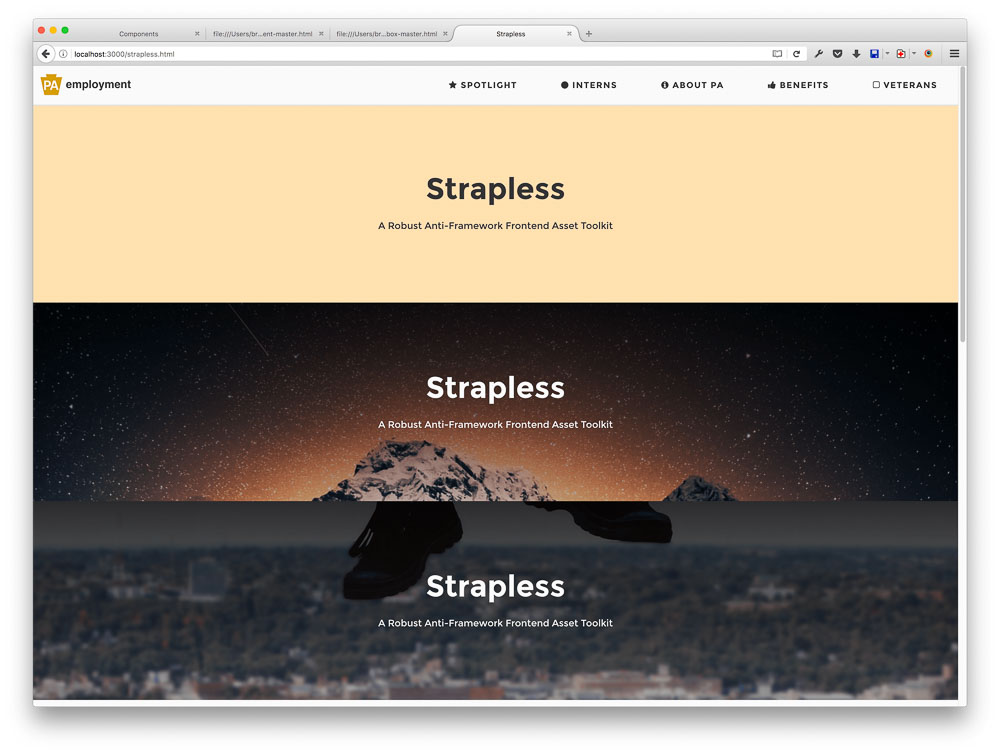 Components
file:///Users/br...ent-master.html
file:///Users/br...box-master.html
Strapless
localhost:3000/strapless.html
PA employment
SPOTLIGHT
INTERNS
ABOUT PA
BENEFITS
VETERANS
Strapless
A Robust Anti-Framework Frontend Asset Toolkit
Strapless
A Robust Anti-Framework Frontend Asset Toolkit
Strapless
A Robust Anti-Framework Frontend Asset Toolkit